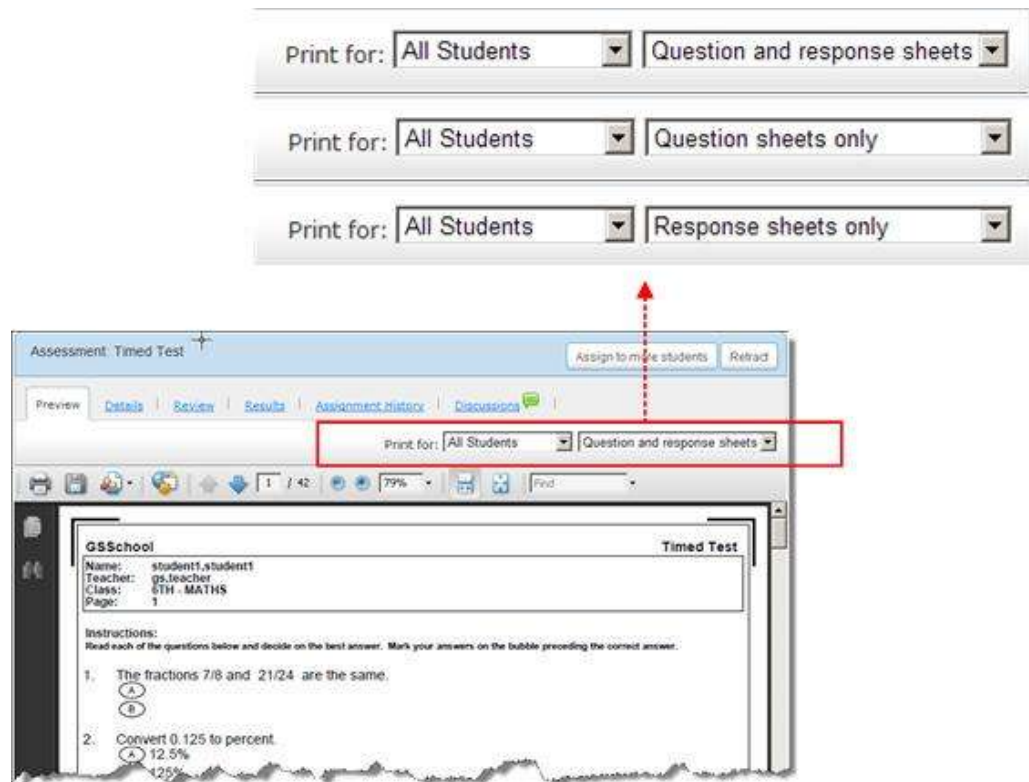 Print for: All Students Question and response sheets
Print for: All Students Question sheets only
Print for: All Students Response sheets only
Assessment: Timed Test Assign to more students Retract
Preview Details Review Results Assignment History Discussions
Print for: All Students Question and response sheets
1 / 42 79% Find
GSSchool Timed Test
Name: student1,student1
Teacher: gs,teacher
Class: 6TH - MATHS
Page: 1
Instructions:
Read each of the questions below and decide on the best answer. Mark your answers on the bubble preceding the correct answer.
1. The fractions 7/8 and 21/24 are the same.
A
B
2. Convert 0.125 to percent.
A 12.5%
125%